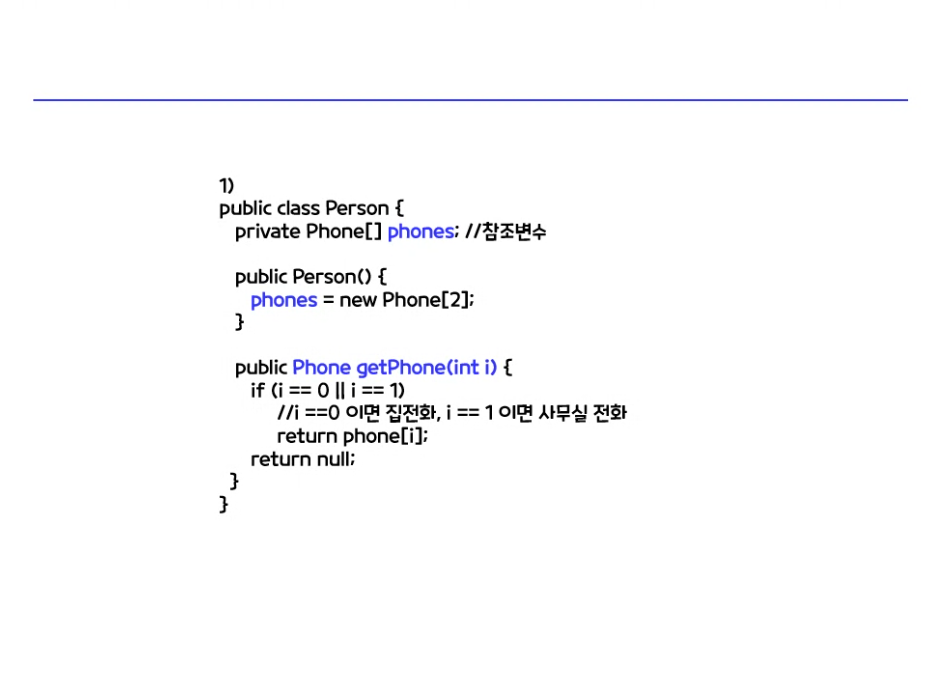 1)
public class Person {
private Phone[] phones; //참조변수
public Person() {
phones = new Phone[2];
}
public Phone getPhone(int i) {
if (i == 0 || i == 1)
//i ==0 이면 집전화, i == 1 이면 사무실 전화
return phone[i];
return null;
}
}